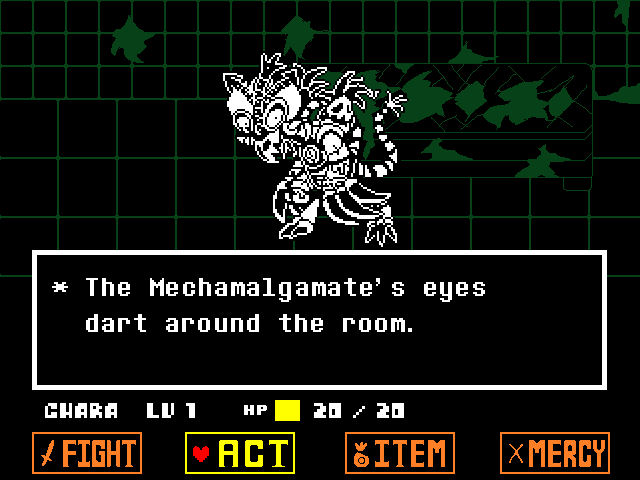 * The Mechamalgamate's eyes
dart around the room.
CHARA LV 1 HP 20 / 20
FIGHT ACT ITEM MERCY